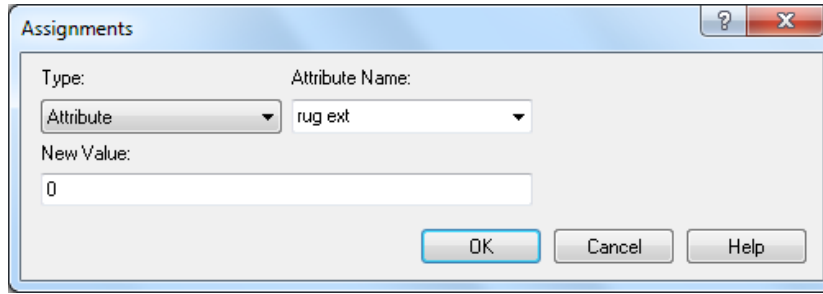 Assignments
?
Type: Attribute Name:
Attribute rug ext
New Value:
0
OK Cancel Help